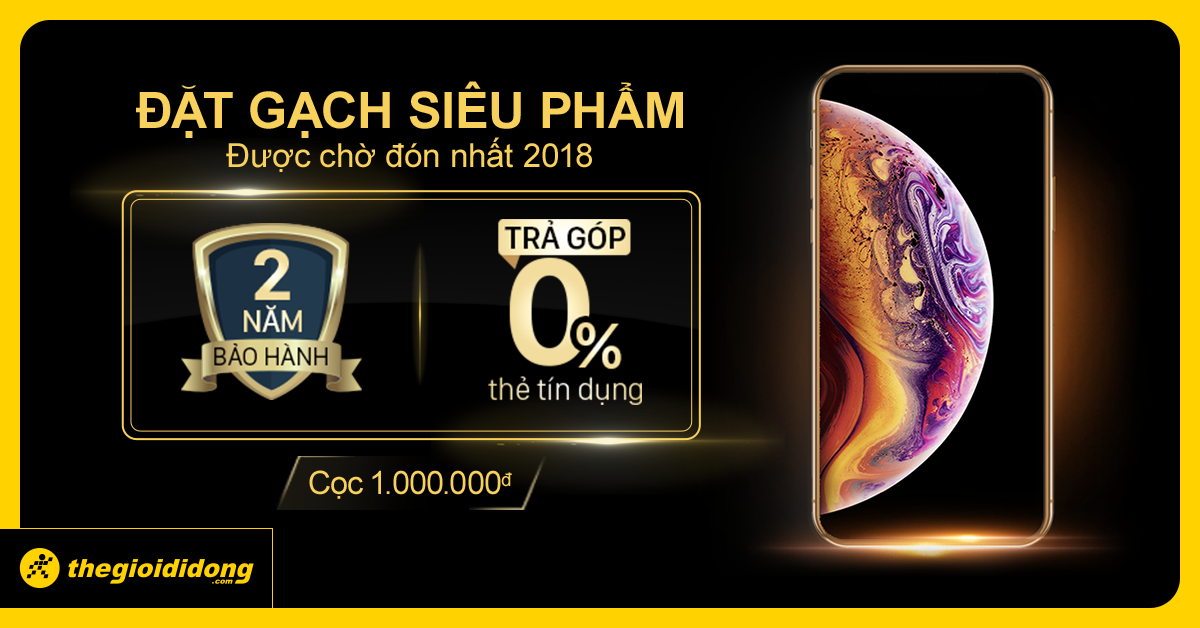 ĐẶT GẠCH SIÊU PHẨM
Được chờ đón nhất 2018
2
NĂM
BẢO HÀNH
TRẢ GÓP
0%
thẻ tín dụng
Cọc 1.000.000đ
thegioididong
.com